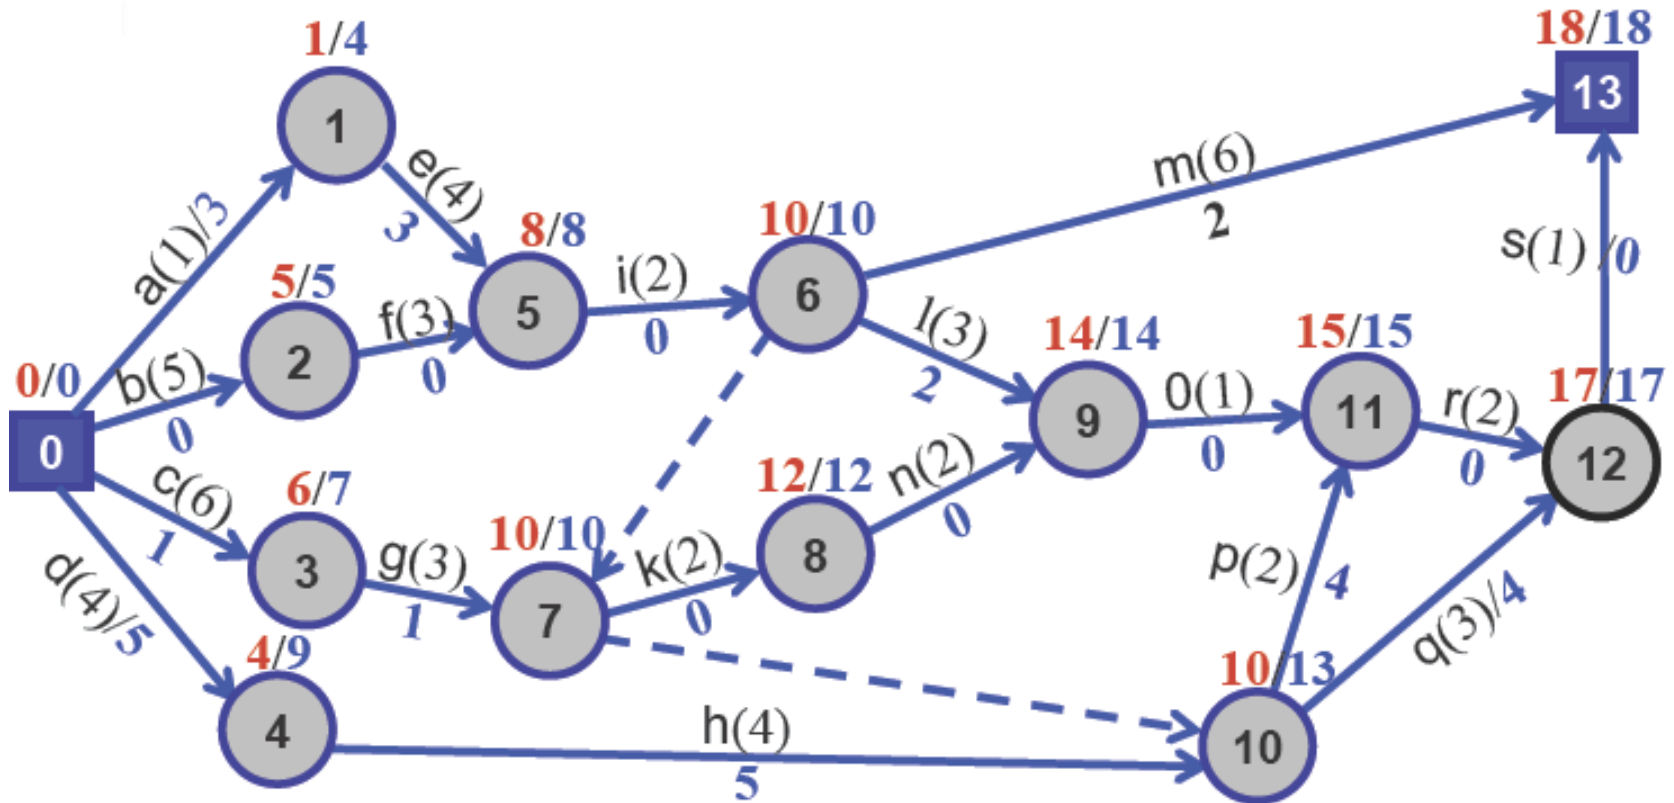 1/4
18/18
1
13
e(4)
m(6)
a(1)/3
3
8/8
10/10
2
s(1) /0
5/5
i(2)
6
f(3)
5
l(3)
0
14/14
15/15
0/0
b(5)
2
0
2
0(1)
11
r(2)
17/17
0
0
9
0
0
12
c(6)
6/7
12/12
n(2)
1
10/10
k(2)
8
0
p(2)
4
d(4)/5
3
g(3)
1
7
0
q(3)/4
4/9
10/13
4
h(4)
5
10